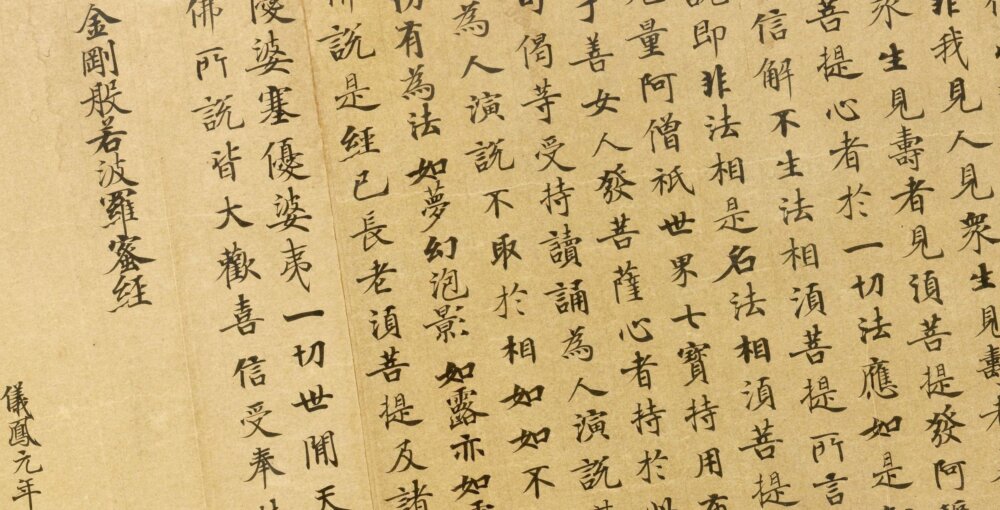 非我見人見眾生見壽者
眾生見壽者見須菩提發阿
菩提心者於一切法應如是
信解不生法相須菩提所言
說即非法相是名法相須菩提
量阿僧祇世界七寶持用布
子善女人發菩薩心者持於
句偈等受持讀誦為人演說
為人演說不取於相如如不
切有為法如夢幻泡影如露亦如
佛說是經已長老須菩提及諸
優婆塞優婆夷一切世間天
佛所說皆大歡喜信受奉
金剛般若波羅蜜經
儀鳳元年